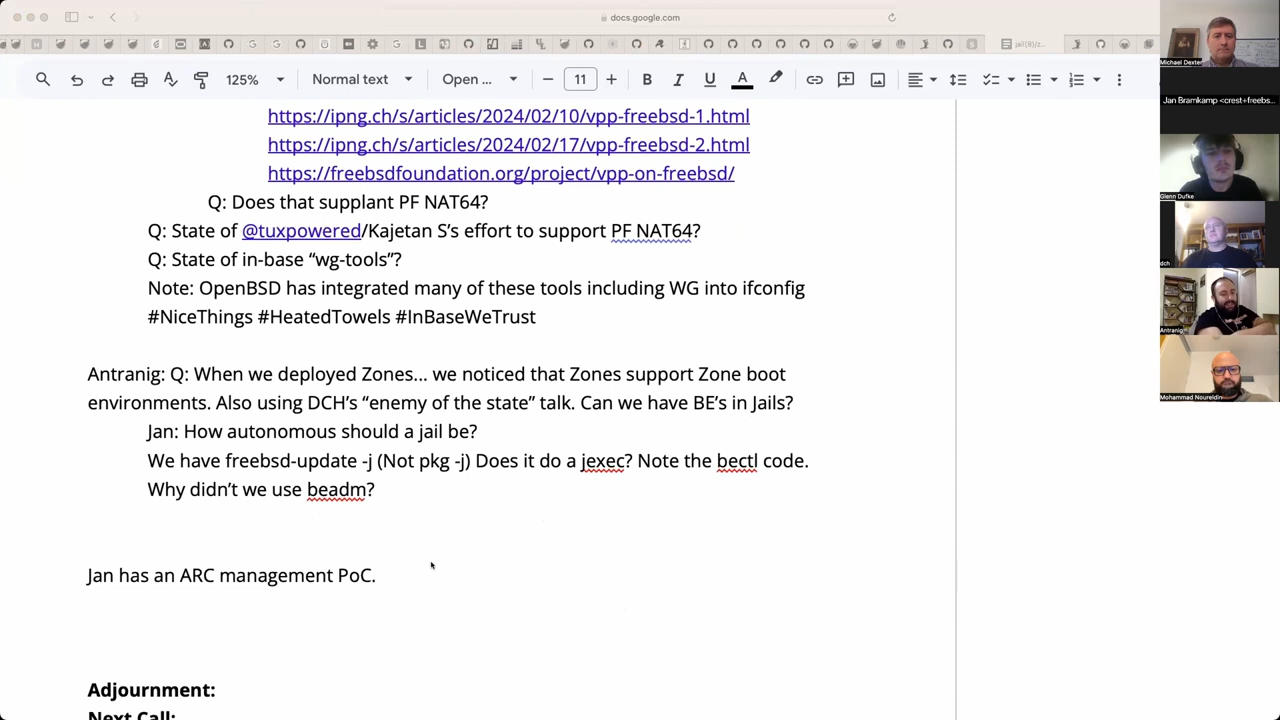 docs.google.com
jail(8)/z...
125%
Normal text
Open ...
11
B
I
U
A
https://ipng.ch/s/articles/2024/02/10/vpp-freebsd-1.html
https://ipng.ch/s/articles/2024/02/17/vpp-freebsd-2.html
https://freebsdfoundation.org/project/vpp-on-freebsd/
Q: Does that supplant PF NAT64?
Q: State of @tuxpowered/Kajetan S’s effort to support PF NAT64?
Q: State of in-base “wg-tools”?
Note: OpenBSD has integrated many of these tools including WG into ifconfig
#NiceThings #HeatedTowels #InBaseWeTrust
Antranig: Q: When we deployed Zones... we noticed that Zones support Zone boot
environments. Also using DCH’s “enemy of the state” talk. Can we have BE’s in Jails?
Jan: How autonomous should a jail be?
We have freebsd-update -j (Not pkg -j) Does it do a jexec? Note the bectl code.
Why didn’t we use beadm?
Jan has an ARC management PoC.
Adjournment:
Next Call:
Michael Dexter
Jan Bramkamp <crest+freebs...
Glenn Dufke
dch
Antranig
Mohammad Noureldin